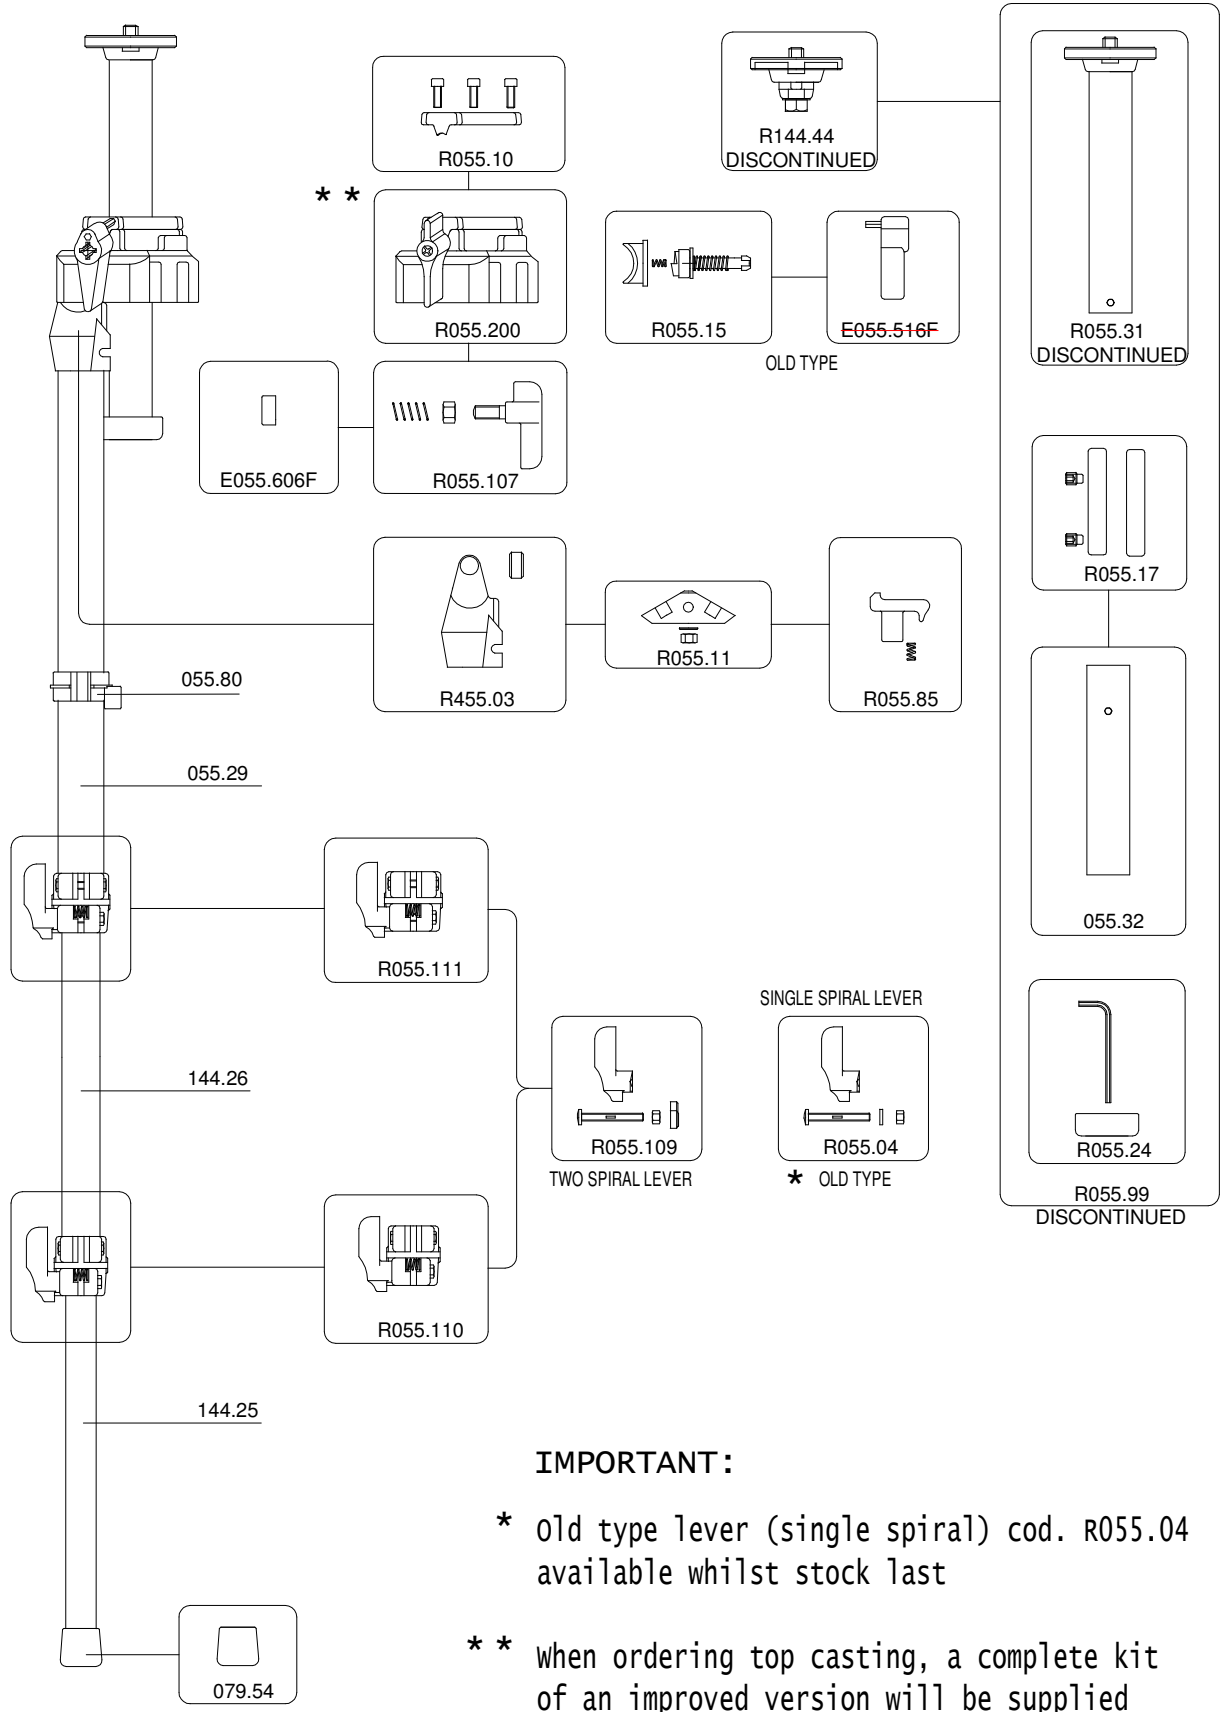 R055.10
R144.44
DISCONTINUED
* *
R055.200
R055.15
E055.516F
OLD TYPE
R055.31
DISCONTINUED
E055.606F
R055.107
R055.17
R455.03
R055.11
R055.85
055.80
055.29
055.32
R055.111
SINGLE SPIRAL LEVER
144.26
R055.109
TWO SPIRAL LEVER
R055.04
* OLD TYPE
R055.24
R055.99
DISCONTINUED
R055.110
144.25
079.54
IMPORTANT:
* Old type lever (single spiral) cod. R055.04
available whilst stock last
* * When ordering top casting, a complete kit
of an improved version will be supplied